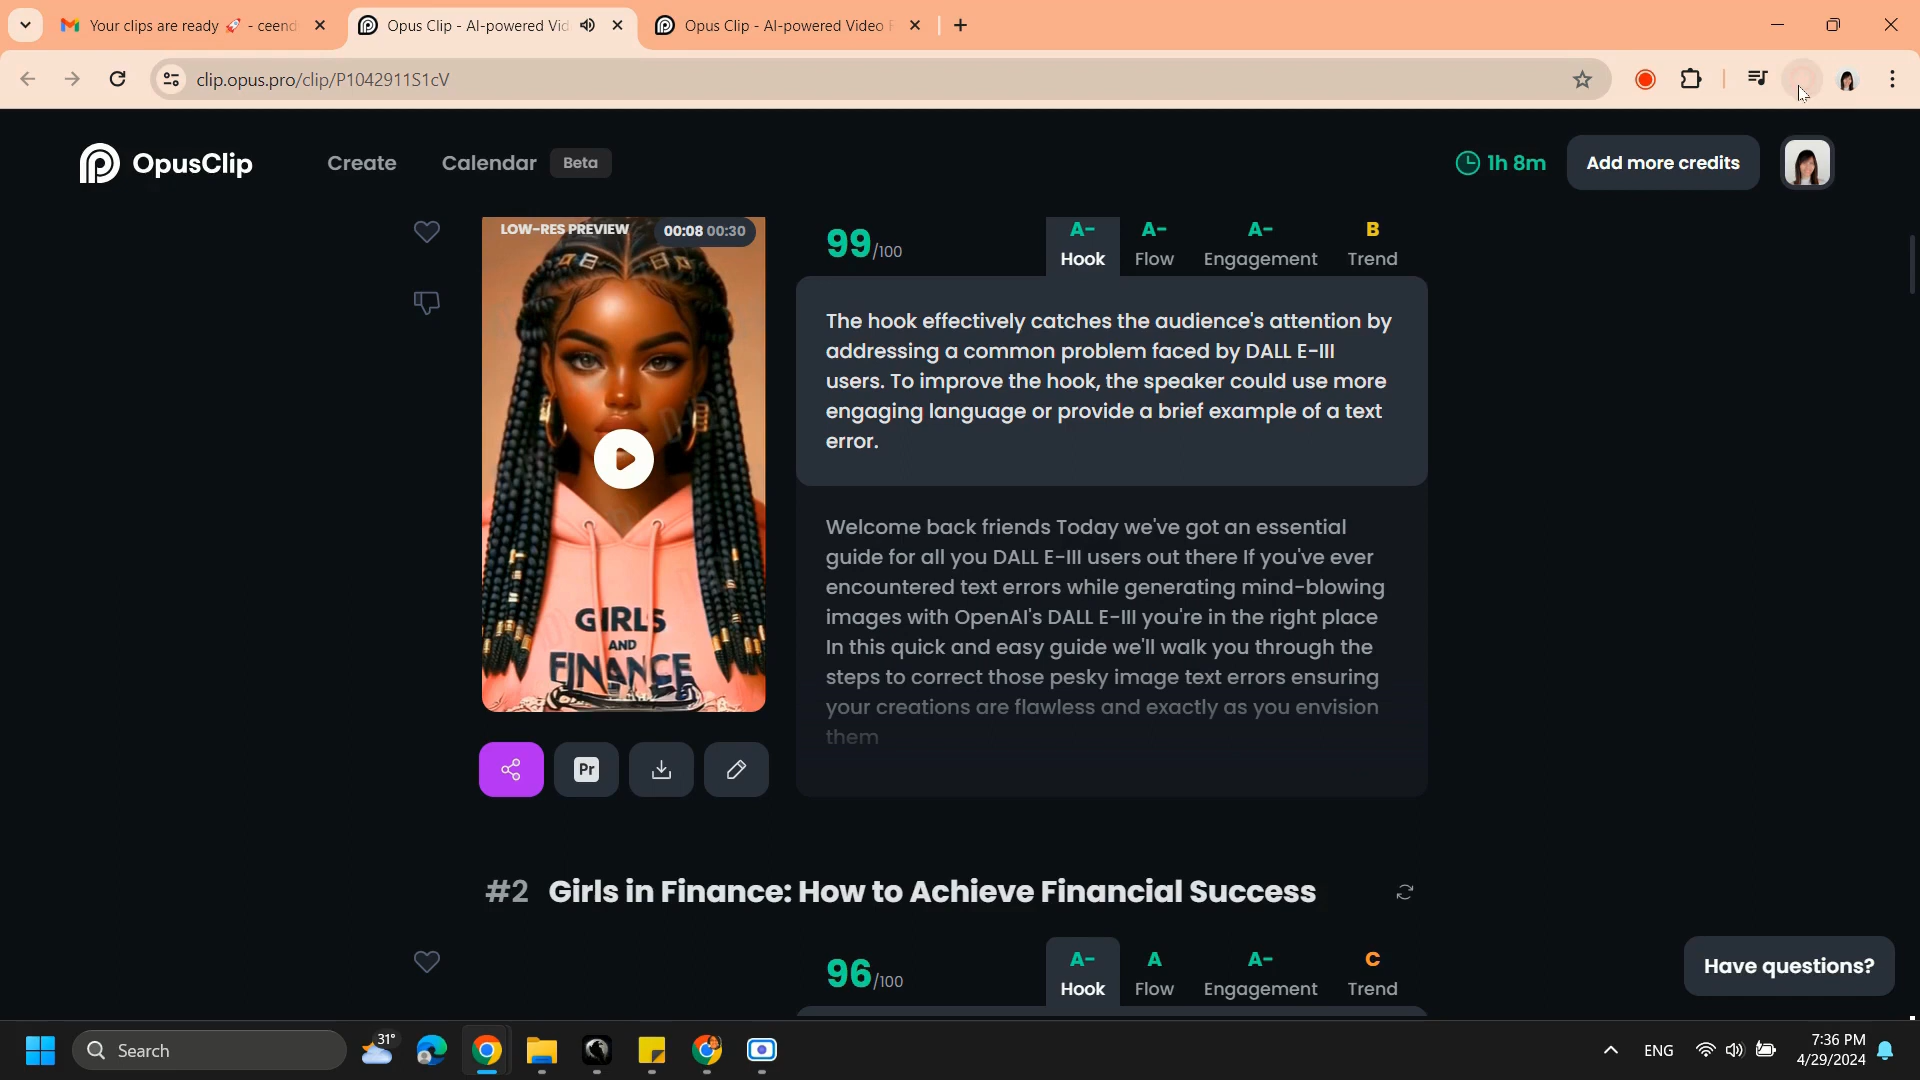 Your clips are ready 🚀 - ceend
Opus Clip - AI-powered Vid
Opus Clip - AI-powered Video
clip.opus.pro/clip/P1042911S1cV
OpusClip
Create
Calendar
Beta
1h 8m
Add more credits
LOW-RES PREVIEW
00:08 00:30
99/100
A-
Hook
A-
Flow
A-
Engagement
B
Trend
The hook effectively catches the audience's attention by
addressing a common problem faced by DALL E-III
users. To improve the hook, the speaker could use more
engaging language or provide a brief example of a text
error.
Welcome back friends Today we've got an essential
guide for all you DALL E-III users out there If you've ever
encountered text errors while generating mind-blowing
images with OpenAI's DALL E-III you're in the right place
In this quick and easy guide we'll walk you through the
steps to correct those pesky image text errors ensuring
your creations are flawless and exactly as you envision
them
GIRLS
AND
FINANCE
Pr
#2 Girls in Finance: How to Achieve Financial Success
96/100
A-
Hook
A
Flow
A-
Engagement
C
Trend
Have questions?
31°
Search
ENG
7:36 PM
4/29/2024